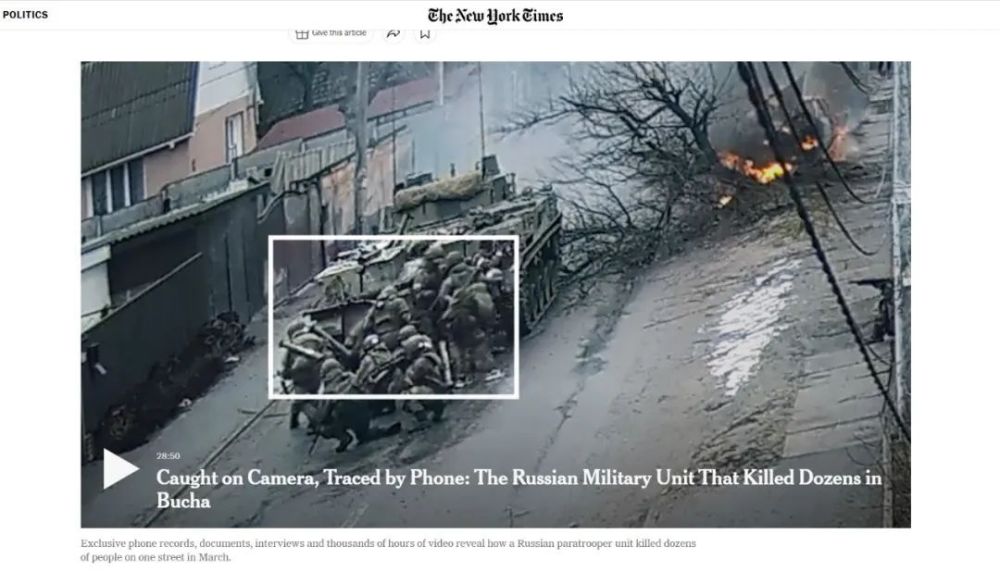 POLITICS
The New York Times
Give this article
28:50
Caught on Camera, Traced by Phone: The Russian Military Unit That Killed Dozens in
Bucha
Exclusive phone records, documents, interviews and thousands of hours of video reveal how a Russian paratrooper unit killed dozens
of people on one street in March.